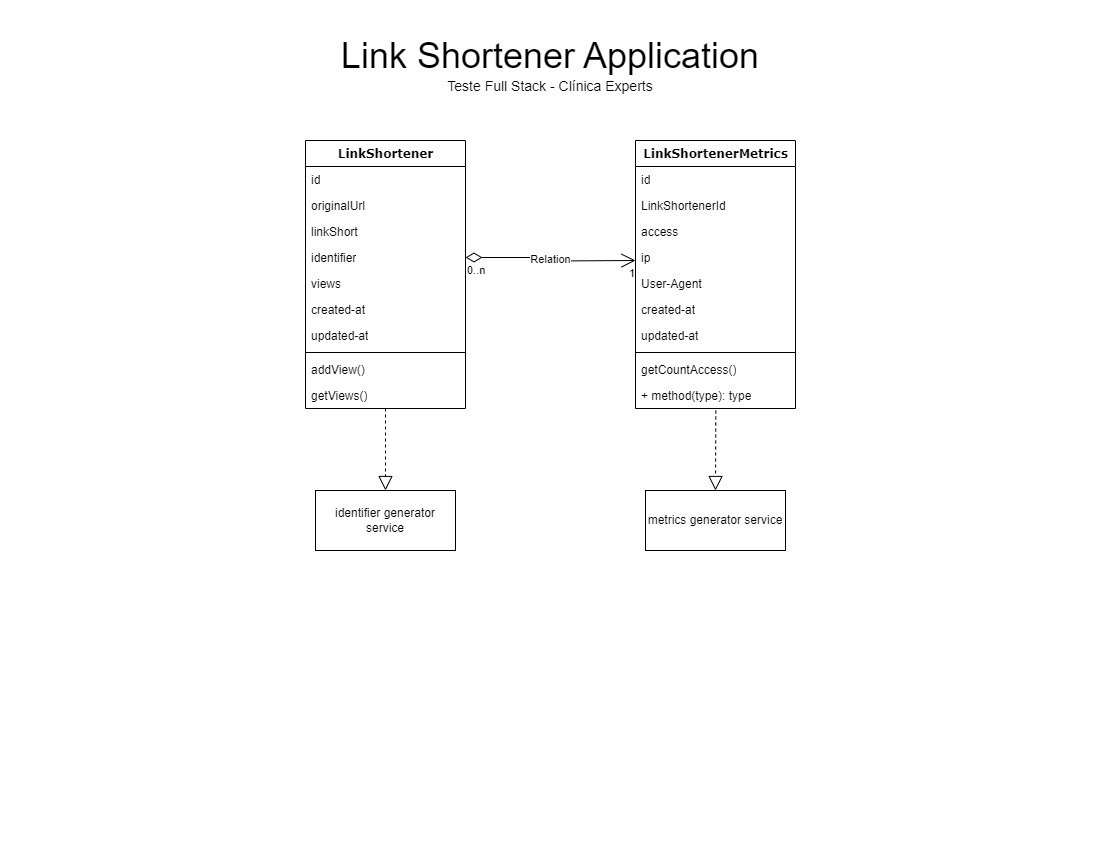 Link Shortener Application
Teste Full Stack - Clínica Experts
LinkShortener
id
originalUrl
linkShort
identifier
views
created-at
updated-at
addView()
getViews()
Relation
0..n
1
LinkShortenerMetrics
id
LinkShortenerId
access
ip
User-Agent
created-at
updated-at
getCountAccess()
+ method(type): type
identifier generator
service
metrics generator service